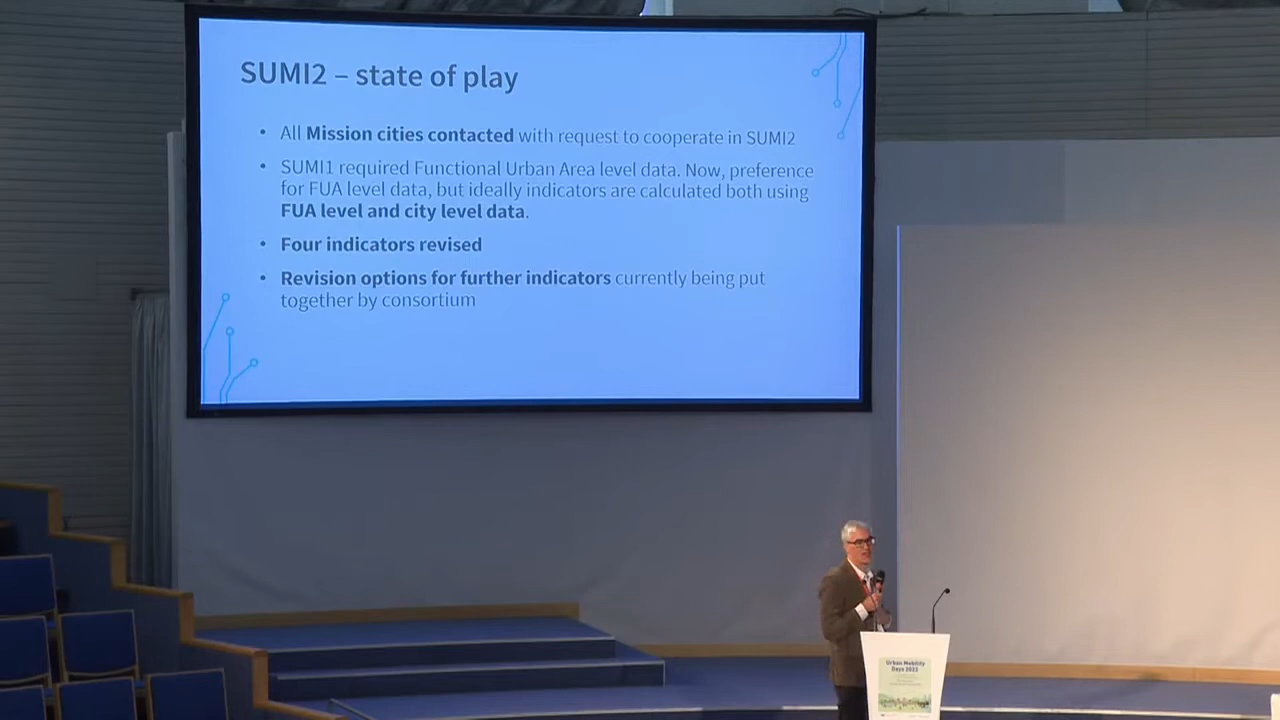 SUMI2 – state of play
• All Mission cities contacted with request to cooperate in SUMI2
• SUMI1 required Functional Urban Area level data. Now, preference
for FUA level data, but ideally indicators are calculated both using
FUA level and city level data.
• Four indicators revised
• Revision options for further indicators currently being put
together by consortium
Urban Mobility
Days 2023